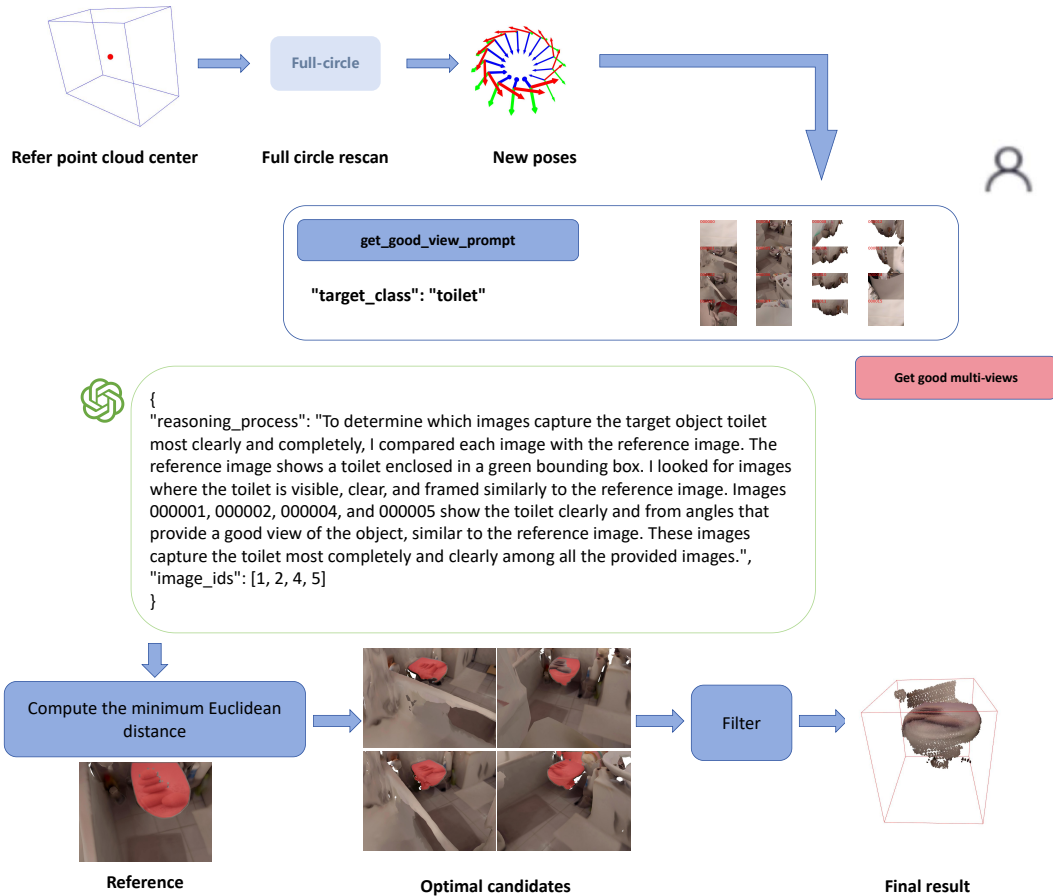 Full-circle
Refer point cloud center
Full circle rescan
New poses
get_good_view_prompt
"target_class": "toilet"
Get good multi-views
{
"reasoning_process": "To determine which images capture the target object toilet
most clearly and completely, I compared each image with the reference image. The
reference image shows a toilet enclosed in a green bounding box. I looked for images
where the toilet is visible, clear, and framed similarly to the reference image. Images
000001, 000002, 000004, and 000005 show the toilet clearly and from angles that
provide a good view of the object, similar to the reference image. These images
capture the toilet most completely and clearly among all the provided images.",
"image_ids": [1, 2, 4, 5]
}
Compute the minimum Euclidean
distance
Filter
Reference
Optimal candidates
Final result